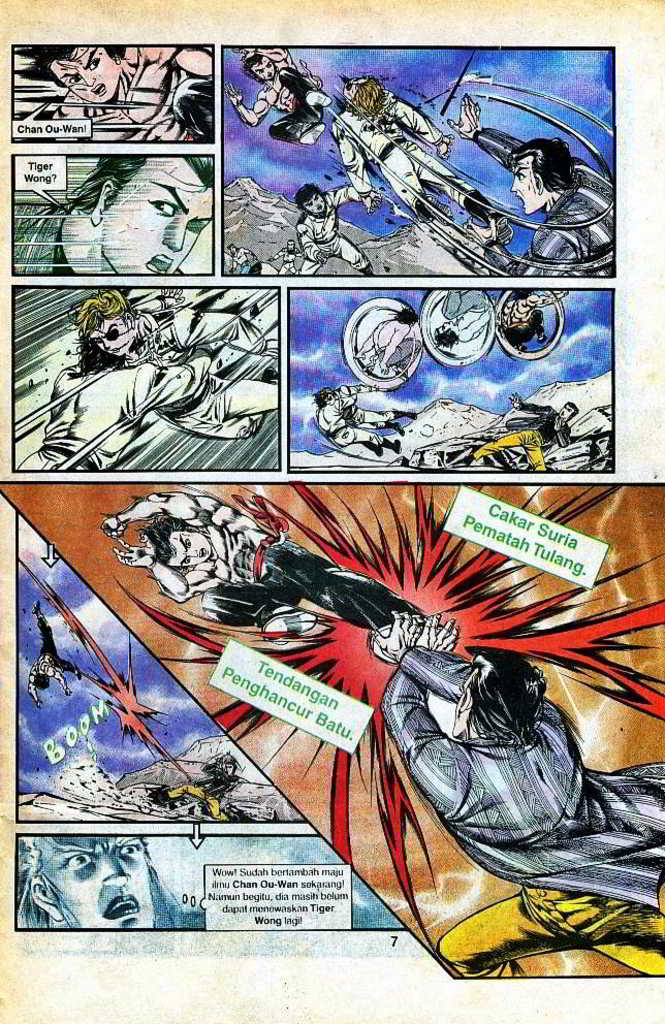 Chan Ou-Wan!
Tiger
Wong?
Cakar Suria
Pematah Tulang.
Tendangan
Penghancur Batu.
BOOM
Wow! Sudah bertambah maju
ilmu Chan Ou-Wan sekarang!
Namun begitu, dia masih belum
dapat menewaskan Tiger
Wong lagi!
7